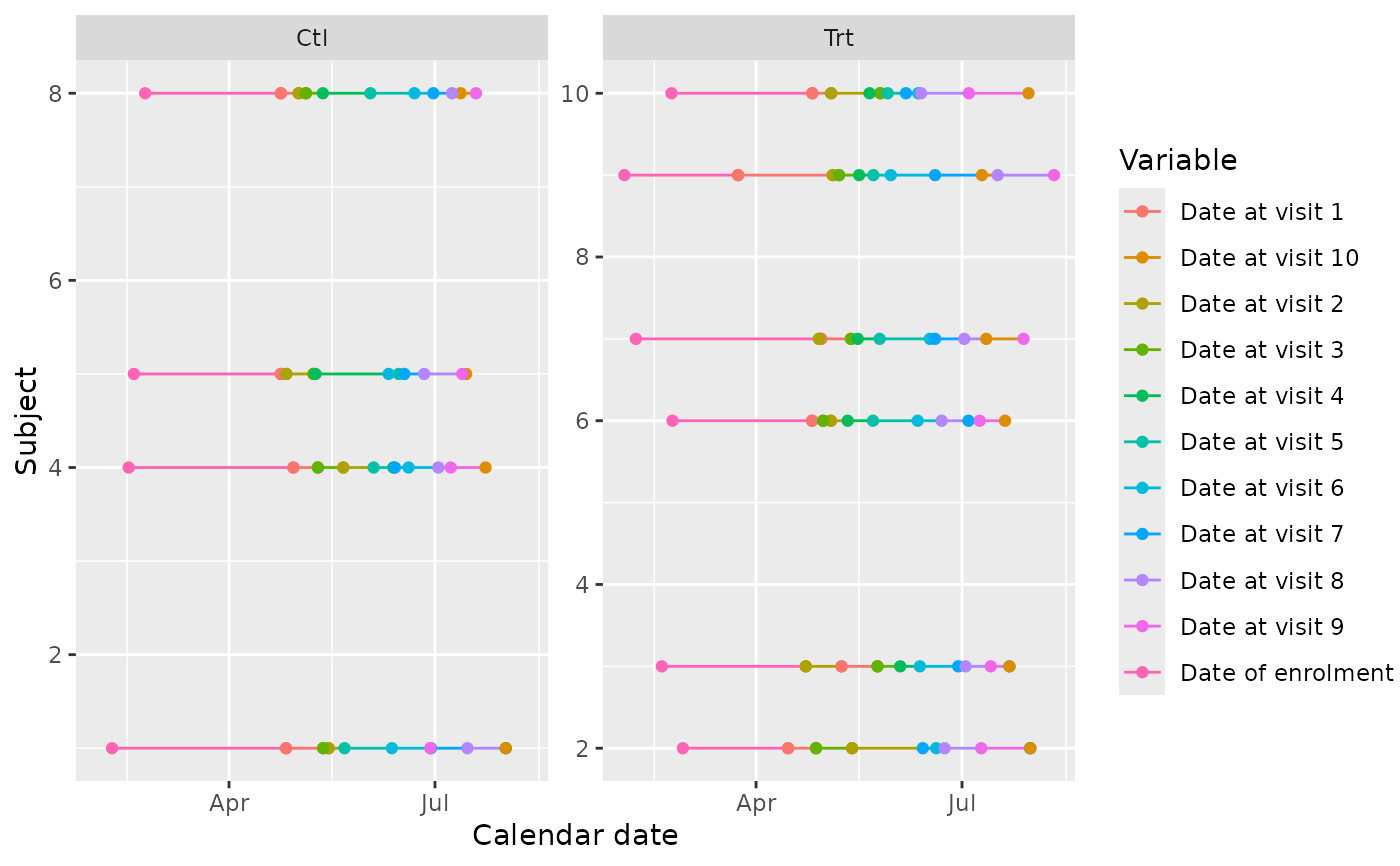 Ctl
Trt
8
6
4
2
10
8
6
4
2
Apr
Jul
Apr
Jul
Subject
Calendar date
Variable
Date at visit 1
Date at visit 10
Date at visit 2
Date at visit 3
Date at visit 4
Date at visit 5
Date at visit 6
Date at visit 7
Date at visit 8
Date at visit 9
Date of enrolment